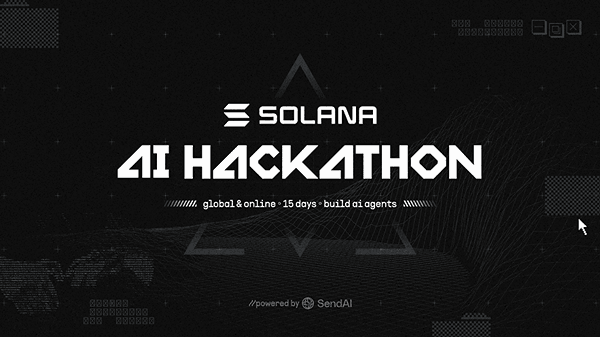 SOLANA
AI HACKATHON
global & online • 15 days • build ai agents
//powered by SendAI